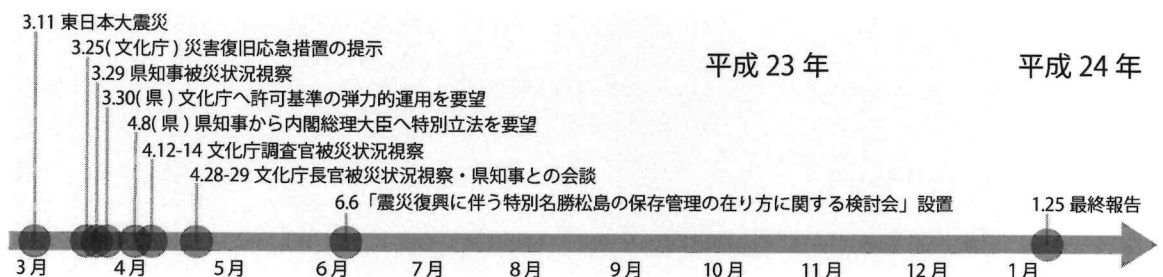 3.11 東日本大震災
3.25(文化庁) 災害復旧応急措置の提示
3.29 県知事被災状況視察
平成 23 年
平成 24 年
3.30(県) 文化庁へ許可基準の弾力的運用を要望
4.8(県) 県知事から内閣総理大臣へ特別立法を要望
4.12-14 文化庁調査官被災状況視察
4.28-29 文化庁長官被災状況視察・県知事との会談
6.6「震災復興に伴う特別名勝松島の保存管理の在り方に関する検討会」設置
1.25 最終報告
3月 4月 5月 6月 7月 8月 9月 10月 11月 12月 1月